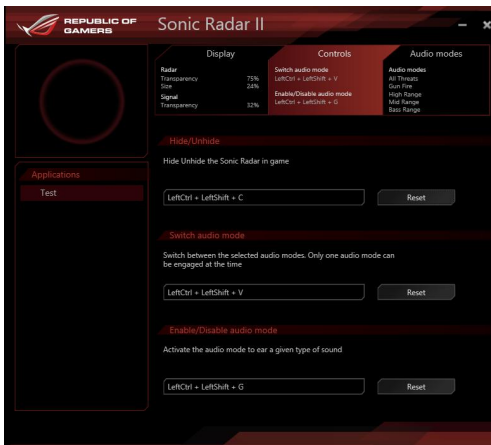 REPUBLIC OF
GAMERS
Sonic Radar II
Display
Controls
Audio modes
Radar
Transparency 75%
Size 24%
Signal
Transparency 32%
Switch audio mode
LeftCtrl + LeftShift + V
Enable/Disable audio mode
LeftCtrl + LeftShift + G
Audio modes
All Threats
Gun Fire
High Range
Mid Range
Bass Range
Applications
Test
Hide/Unhide
Hide Unhide the Sonic Radar in game
LeftCtrl + LeftShift + C
Reset
Switch audio mode
Switch between the selected audio modes. Only one audio mode can
be engaged at the time
LeftCtrl + LeftShift + V
Reset
Enable/Disable audio mode
Activate the audio mode to ear a given type of sound
LeftCtrl + LeftShift + G
Reset